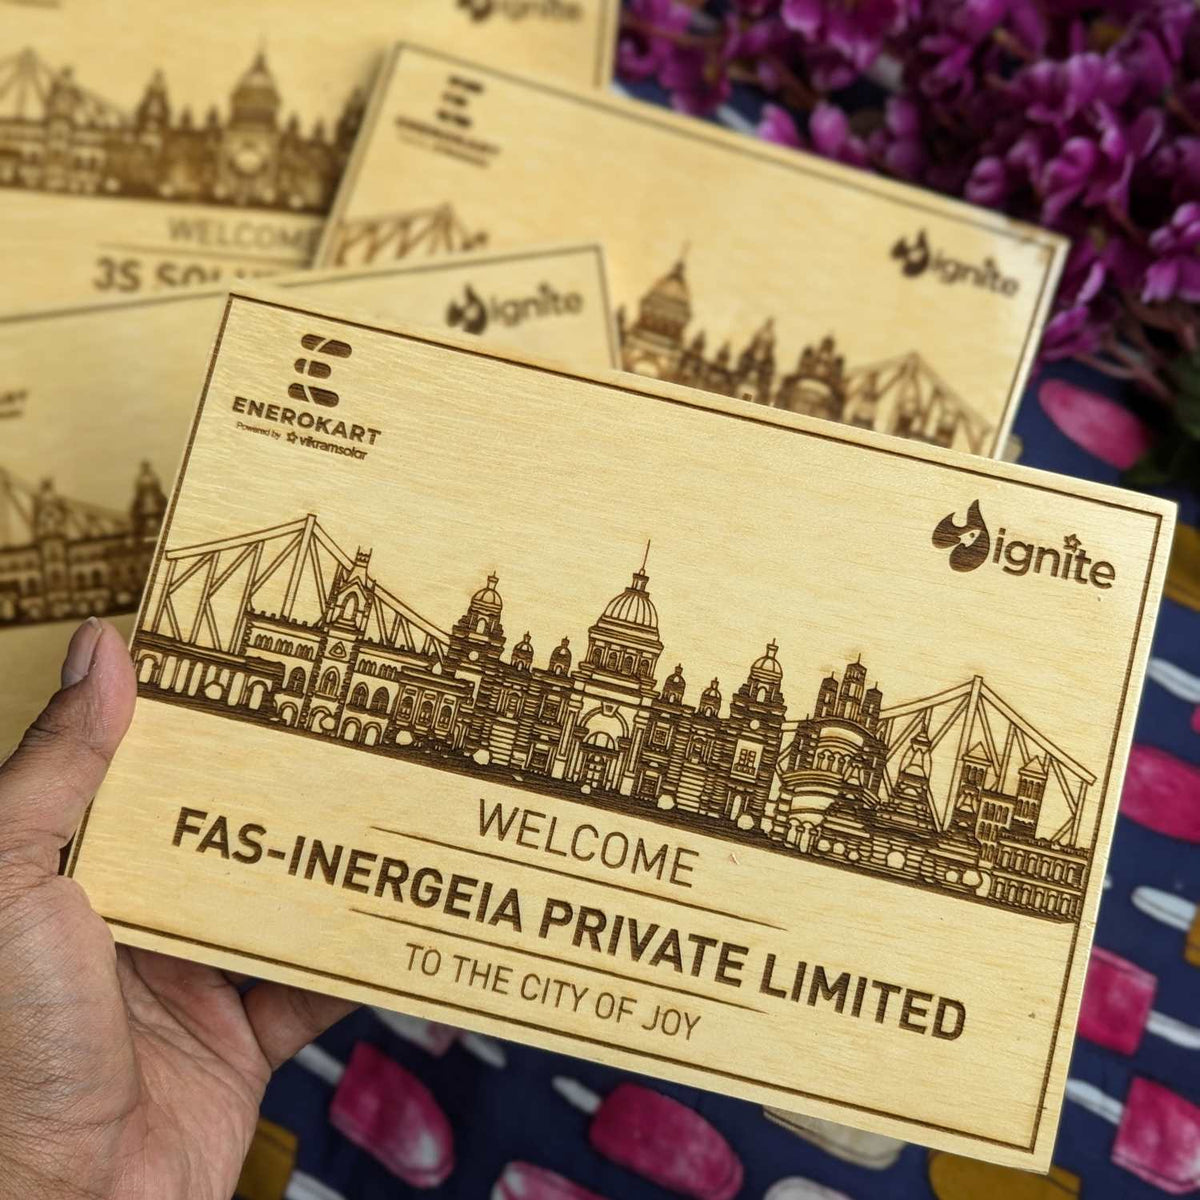 ignite
ENEROKART
ignite
WELCOME
3S
ignite
ENEROKART
Powered by vikramsolar
ignite
WELCOME
FAS-INERGEIA PRIVATE LIMITED
TO THE CITY OF JOY